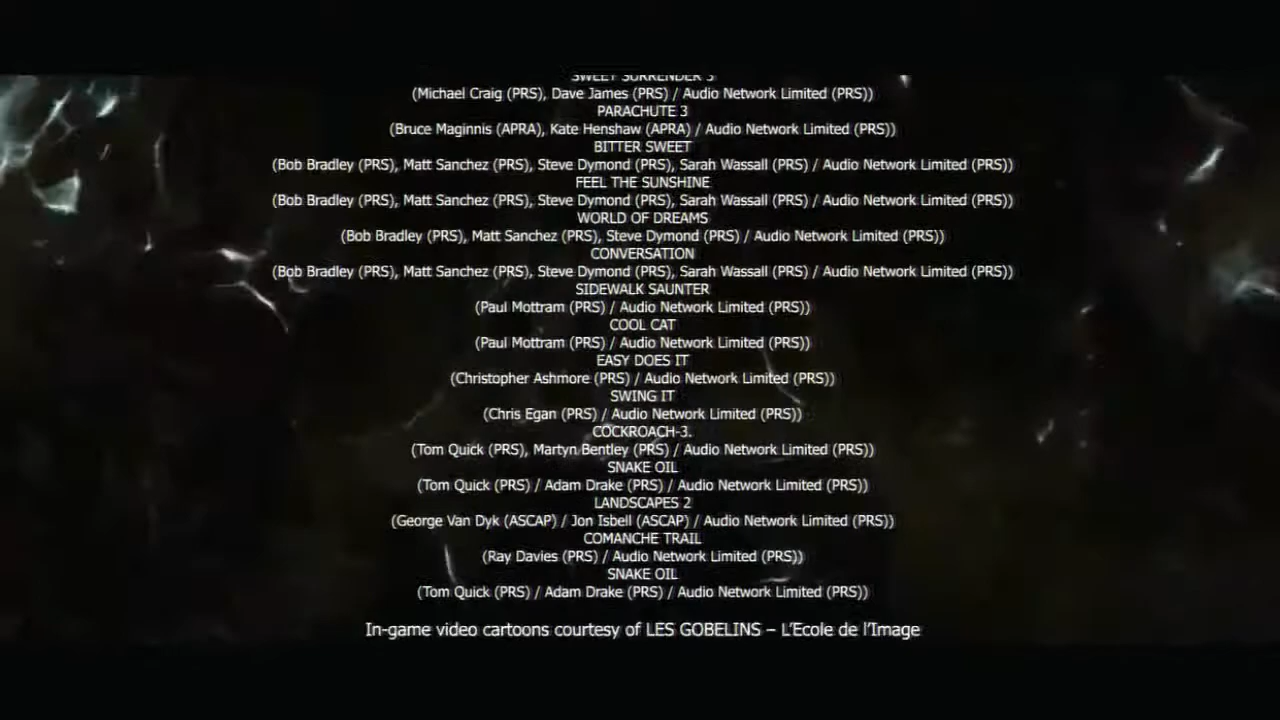 SWEET SURRENDER 3
(Michael Craig (PRS), Dave James (PRS) / Audio Network Limited (PRS))
PARACHUTE 3
(Bruce Maginnis (APRA), Kate Henshaw (APRA) / Audio Network Limited (PRS))
BITTER SWEET
(Bob Bradley (PRS), Matt Sanchez (PRS), Steve Dymond (PRS), Sarah Wassall (PRS) / Audio Network Limited (PRS))
FEEL THE SUNSHINE
(Bob Bradley (PRS), Matt Sanchez (PRS), Steve Dymond (PRS), Sarah Wassall (PRS) / Audio Network Limited (PRS))
WORLD OF DREAMS
(Bob Bradley (PRS), Matt Sanchez (PRS), Steve Dymond (PRS) / Audio Network Limited (PRS))
CONVERSATION
(Bob Bradley (PRS), Matt Sanchez (PRS), Steve Dymond (PRS), Sarah Wassall (PRS) / Audio Network Limited (PRS))
SIDEWALK SAUNTER
(Paul Mottram (PRS) / Audio Network Limited (PRS))
COOL CAT
(Paul Mottram (PRS) / Audio Network Limited (PRS))
EASY DOES IT
(Christopher Ashmore (PRS) / Audio Network Limited (PRS))
SWING IT
(Chris Egan (PRS) / Audio Network Limited (PRS))
COCKROACH-3.
(Tom Quick (PRS), Martyn Bentley (PRS) / Audio Network Limited (PRS))
SNAKE OIL
(Tom Quick (PRS) / Adam Drake (PRS) / Audio Network Limited (PRS))
LANDSCAPES 2
(George Van Dyk (ASCAP) / Jon Isbell (ASCAP) / Audio Network Limited (PRS))
COMANCHE TRAIL
(Ray Davies (PRS) / Audio Network Limited (PRS))
SNAKE OIL
(Tom Quick (PRS) / Adam Drake (PRS) / Audio Network Limited (PRS))
In-game video cartoons courtesy of LES GOBELINS – L'Ecole de l'Image